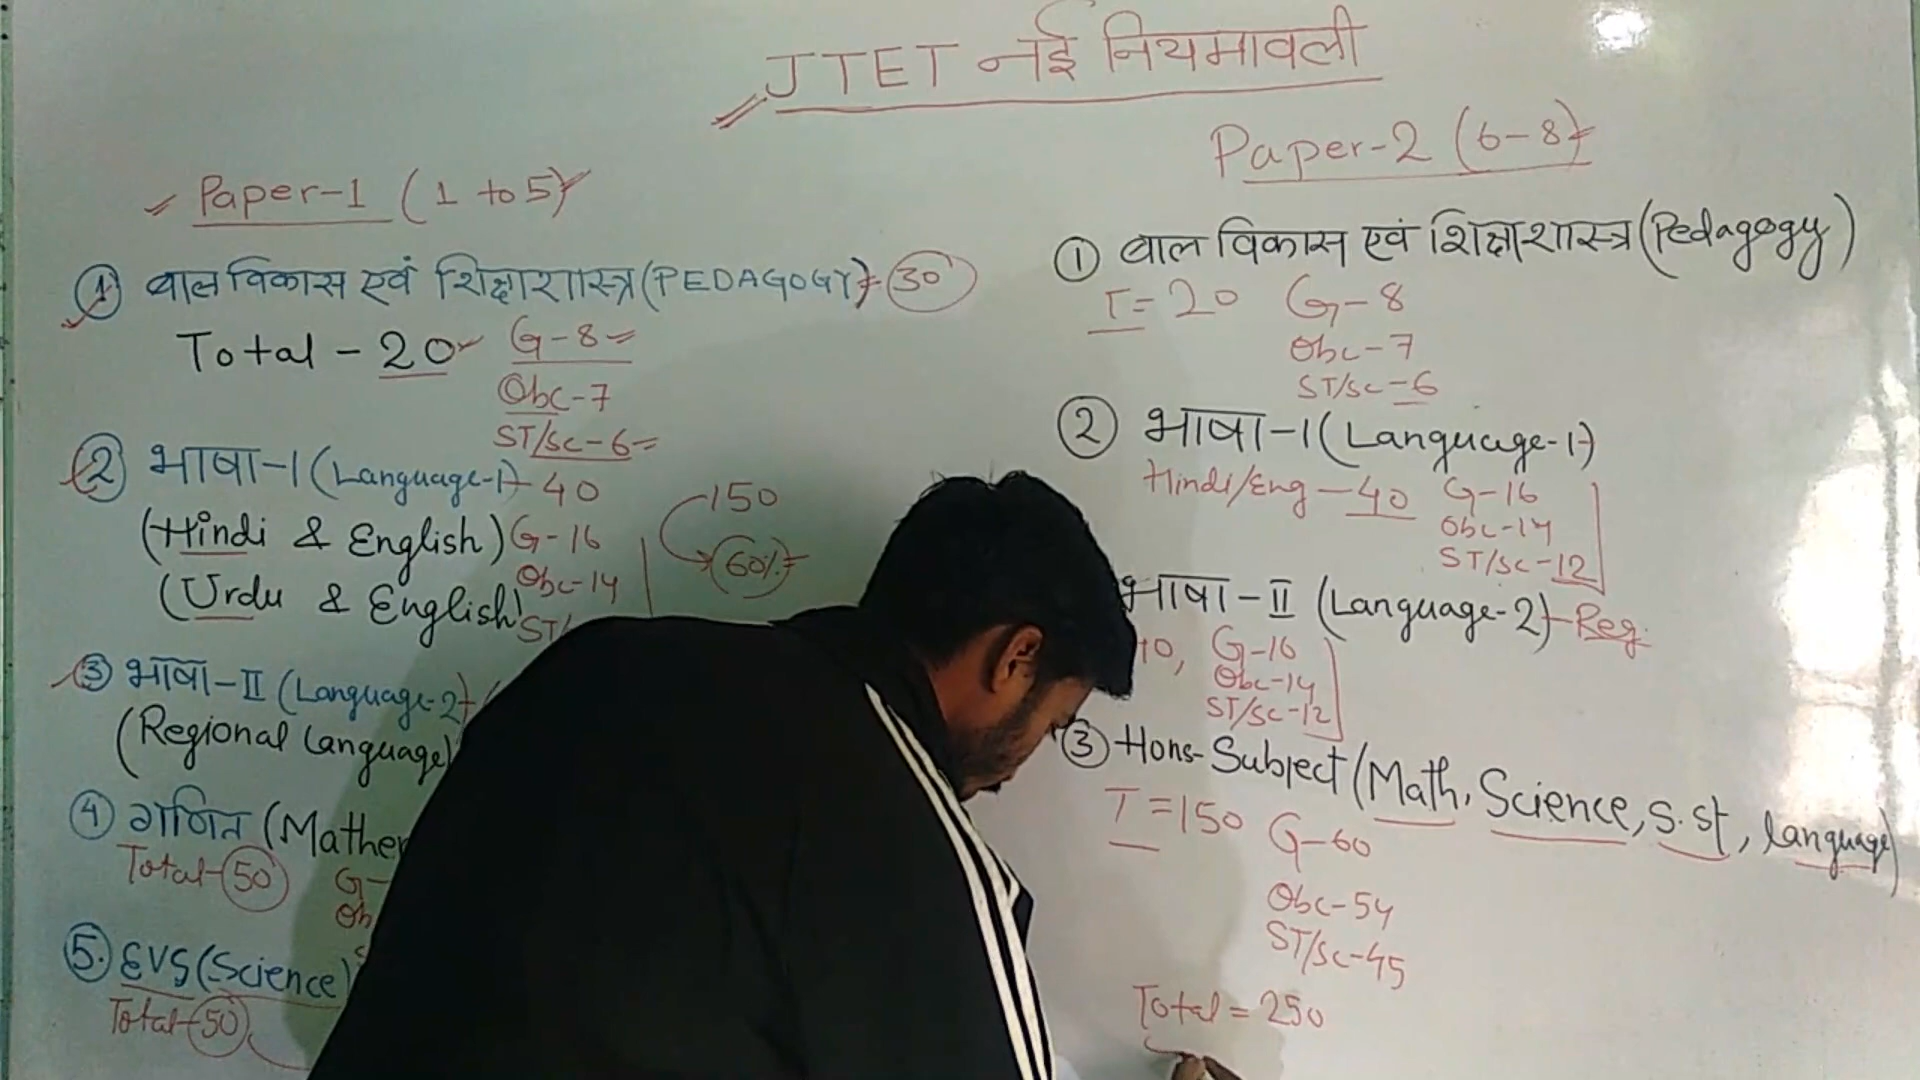 JTET नई नियमावली
Paper-1 (1 to 5)
① बाल विकास एवं शिक्षाशास्त्र (PEDAGOGY) - 30
Total - 20 G-8
Obc-7
ST/SC-6
② भाषा-I (Language-1) - 40
(Hindi & English) G-16
(Urdu & English) Obc-14
ST/
150
60%
③ भाषा-II (Language-2)
(Regional Language)
④ गणित (Mathe
Total-50 G-
Ob
⑤. EVS (Science)
Total-50
Paper-2 (6-8)
① बाल विकास एवं शिक्षाशास्त्र (Pedagogy)
T=20 G-8
Obc-7
ST/SC-6
② भाषा-I (Language-1)
Hindi/Eng-40 G-16
Obc-14
ST/SC-12
भाषा-II (Language-2)-Reg.
G-16
Obc-14
ST/SC-12
③ Hons-Subject (Math, Science, S.St, language)
T=150 G-60
Obc-54
ST/SC-45
Total = 250